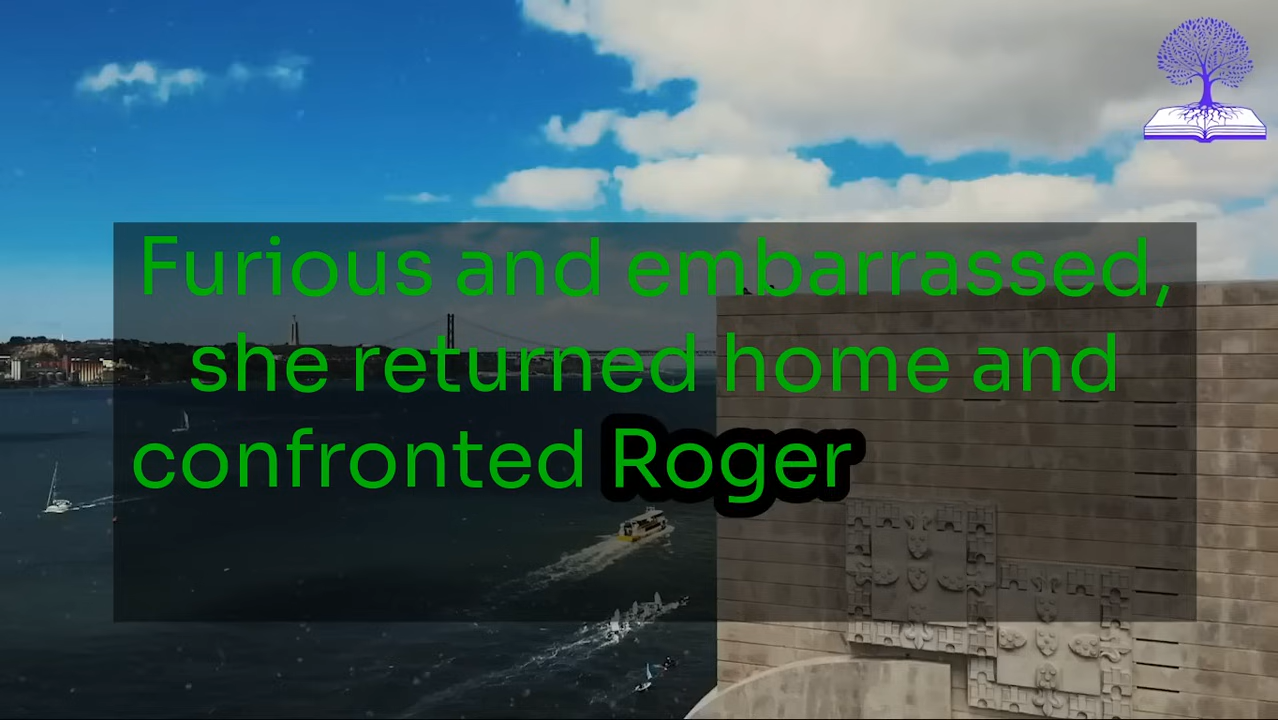 Furious and embarrassed,
she returned home and
confronted Roger